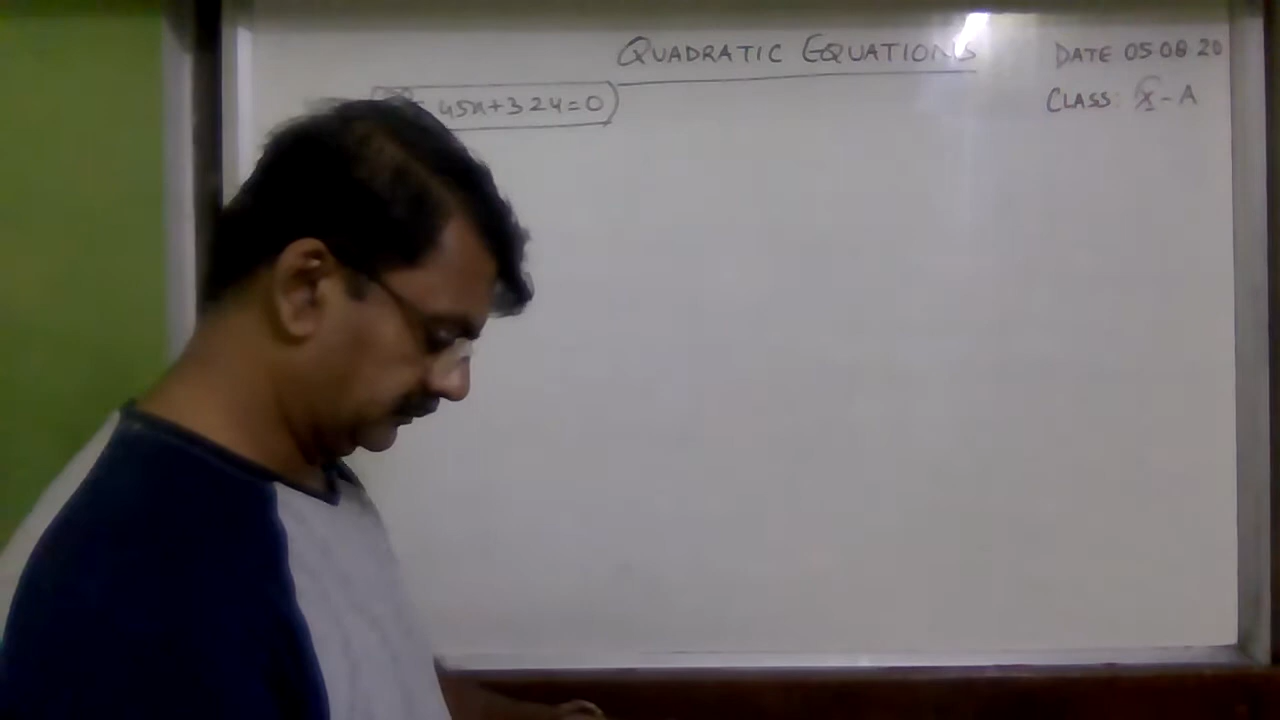 QUADRATIC EQUATIONS
DATE 05 08 20
- 45x+324=0
CLASS: X-A